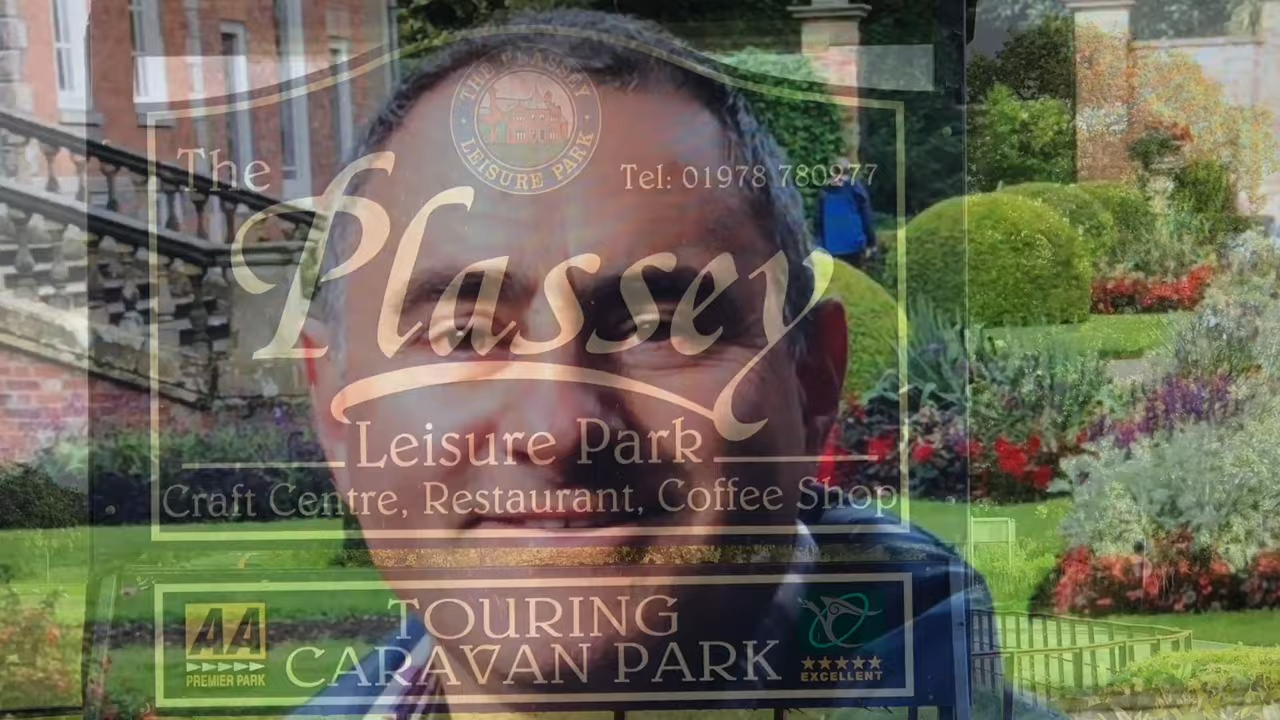 THE PLASSEY
LEISURE PARK
The
Tel: 01978 780277
Plassey
Leisure Park
Craft Centre, Restaurant, Coffee Shop
AA
PREMIER PARK
TOURING
CARAVAN PARK
EXCELLENT